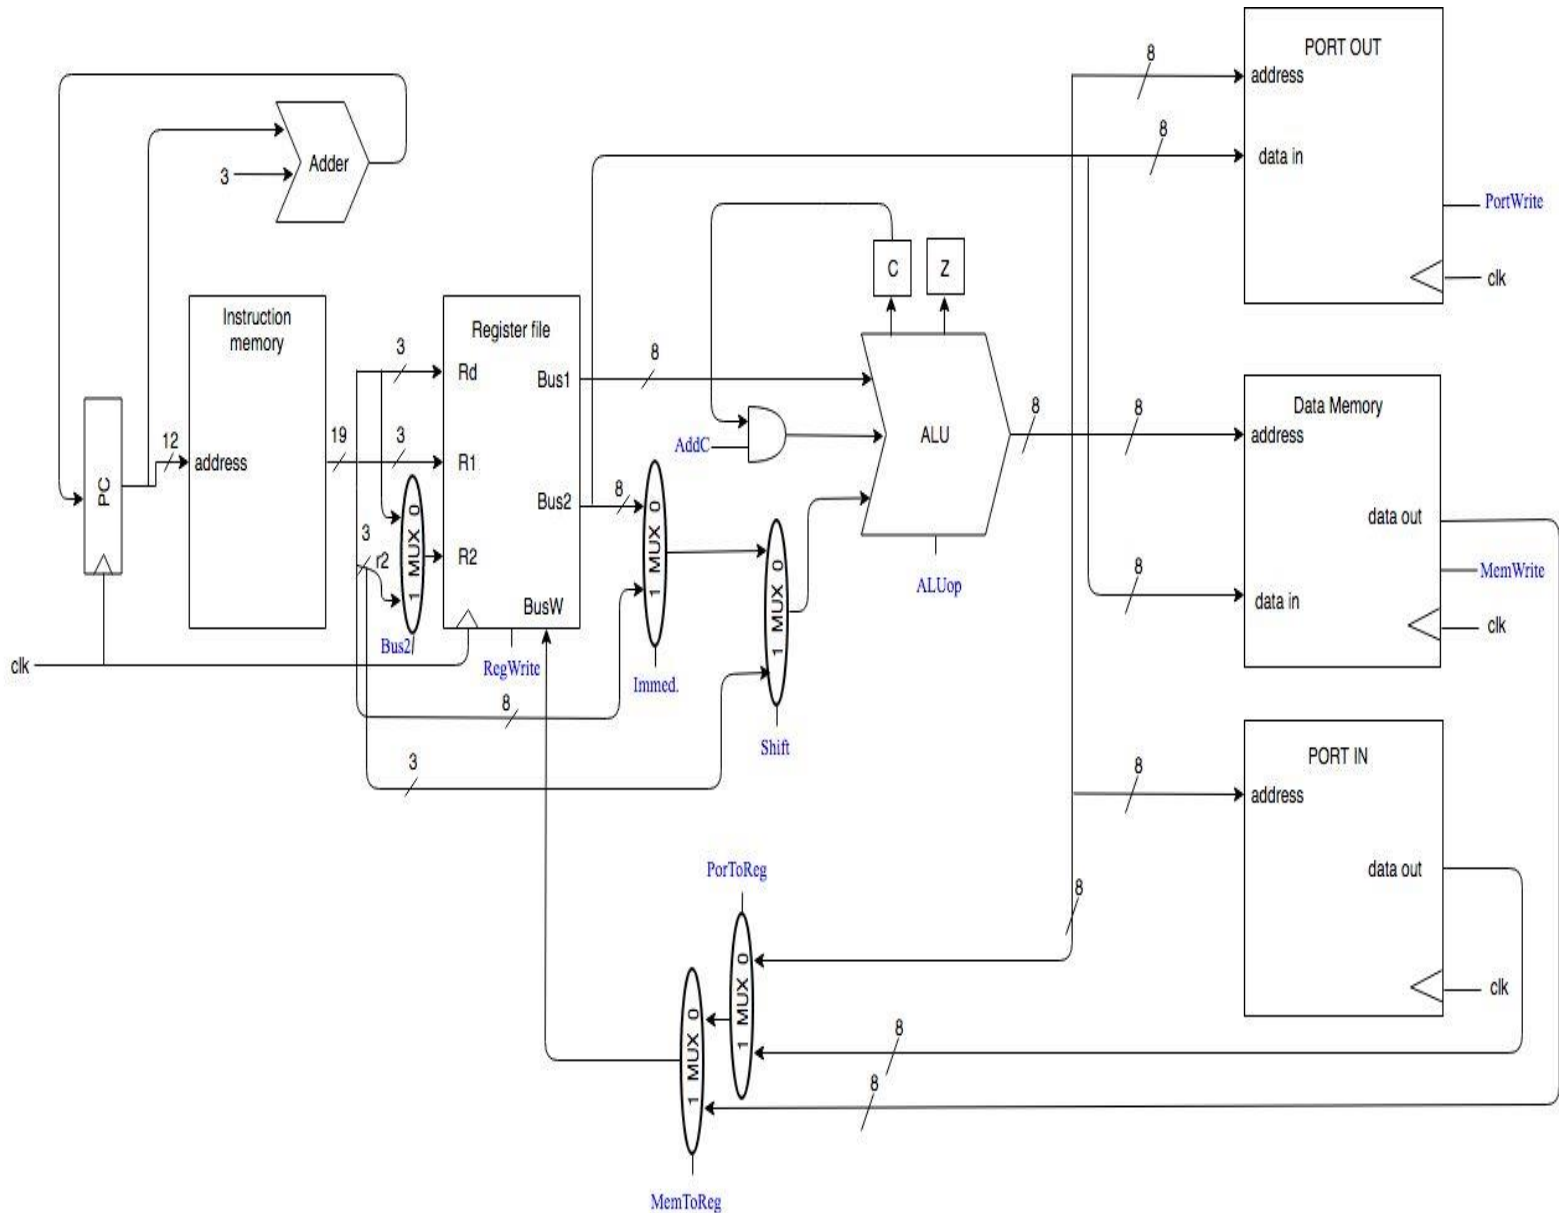 PORT OUT
address
data in
PortWrite
clk
8
8
Adder
3
C
Z
Instruction
memory
address
12
19
PC
clk
Register file
Rd
R1
R2
Bus1
Bus2
BusW
3
3
3
r2
1 MUX 0
Bus2
RegWrite
8
8
1 MUX 0
Immed.
8
3
1 MUX 0
Shift
AddC
ALU
ALUop
8
8
8
Data Memory
address
data out
data in
MemWrite
clk
PORT IN
address
data out
clk
8
8
PorToReg
1 MUX 0
1 MUX 0
MemToReg
8
8